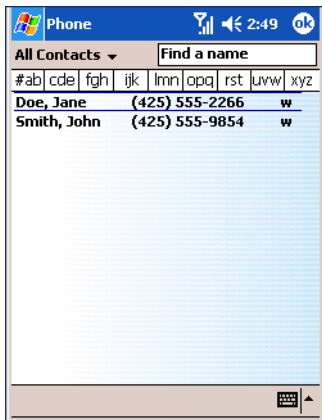 Phone 2:49 ok
All Contacts Find a name
#ab cde fgh ijk lmn opq rst uvw xyz
Doe, Jane (425) 555-2266 w
Smith, John (425) 555-9854 w